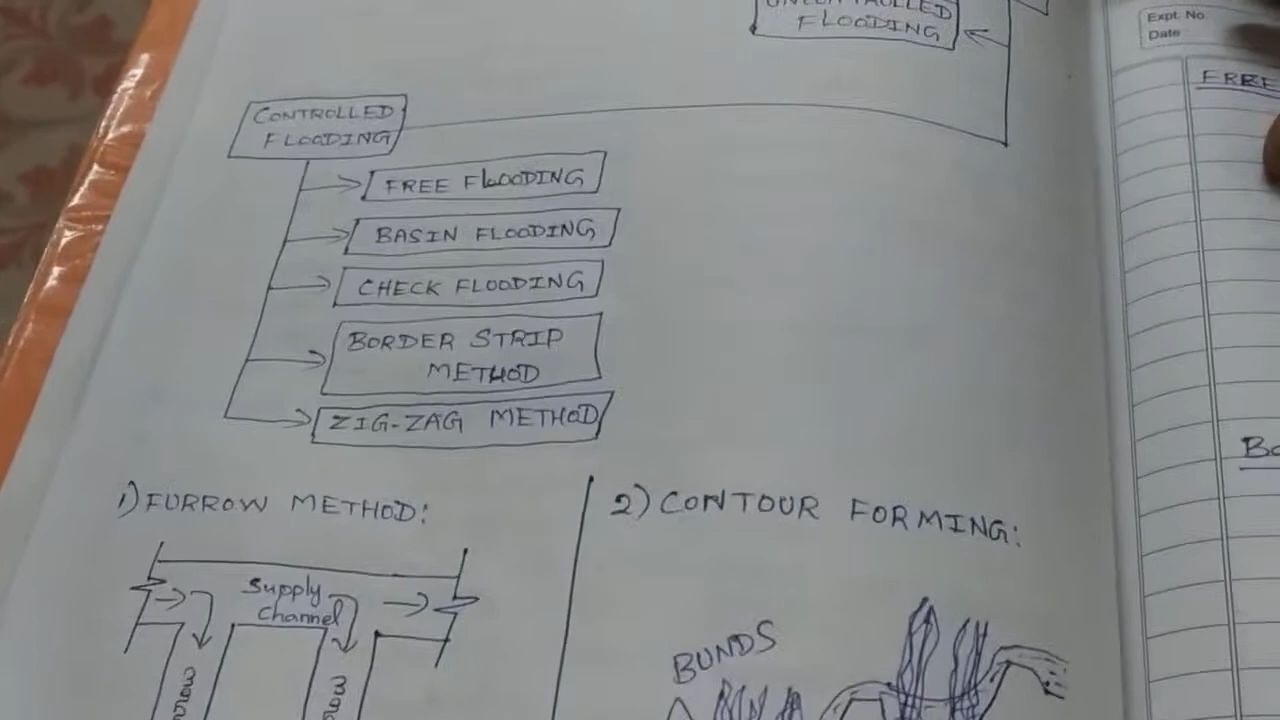 FLOODING
Expt. No.
Date
FREE
CONTROLLED
FLOODING
FREE FLOODING
BASIN FLOODING
CHECK FLOODING
BORDER STRIP
METHOD
ZIG-ZAG METHOD
1) FURROW METHOD:
2) CONTOUR FORMING:
Supply
Channel
BUNDS